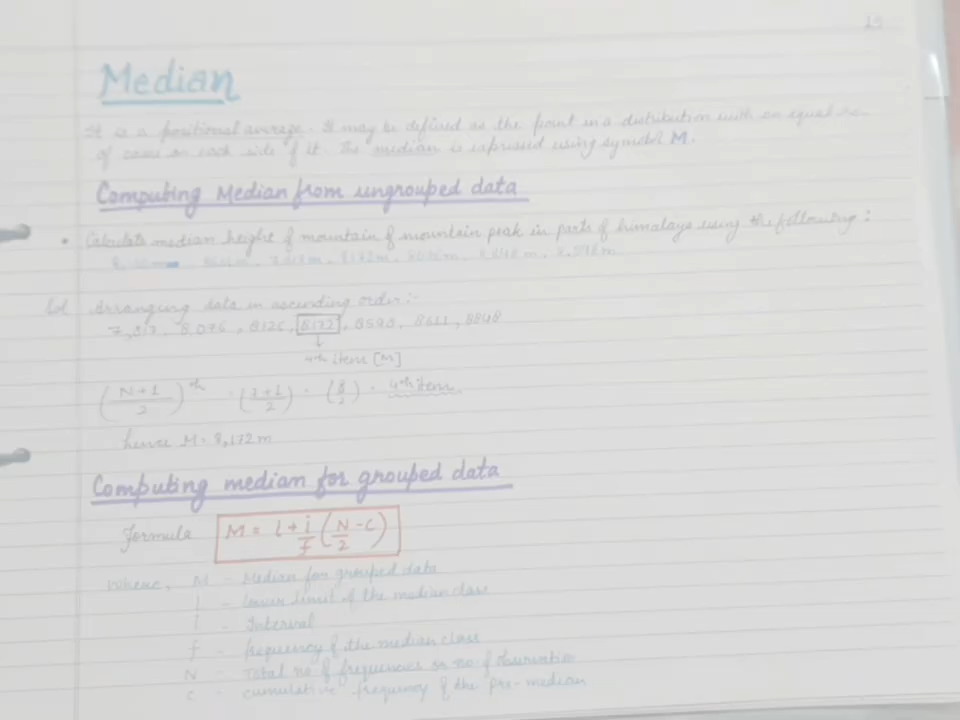 15
Median
It is a positional average. It may be defined as the point in a distribution with an equal no.
of cases on each side of it. The median is expressed using symbol M.
Computing Median from ungrouped data
• Calculate median height of mountain of mountain peak in parts of himalaya using the following:
Sol Arranging data in ascending order:-
7,817, 8,076, 8126, 8172, 8598, 8611, 8848
↓
4th item [M]
(N+1/2)th = (7+1/2) = (8/2) = 4th item
hence M = 8,172 m
Computing median for grouped data
Formula M = l + i/f (N/2 - C)
where, M - Median for grouped data
l - lower limit of the median class
i - Interval
f - frequency of the median class
N - Total no of frequencies or no of observation
C - cumulative frequency of the pre-median